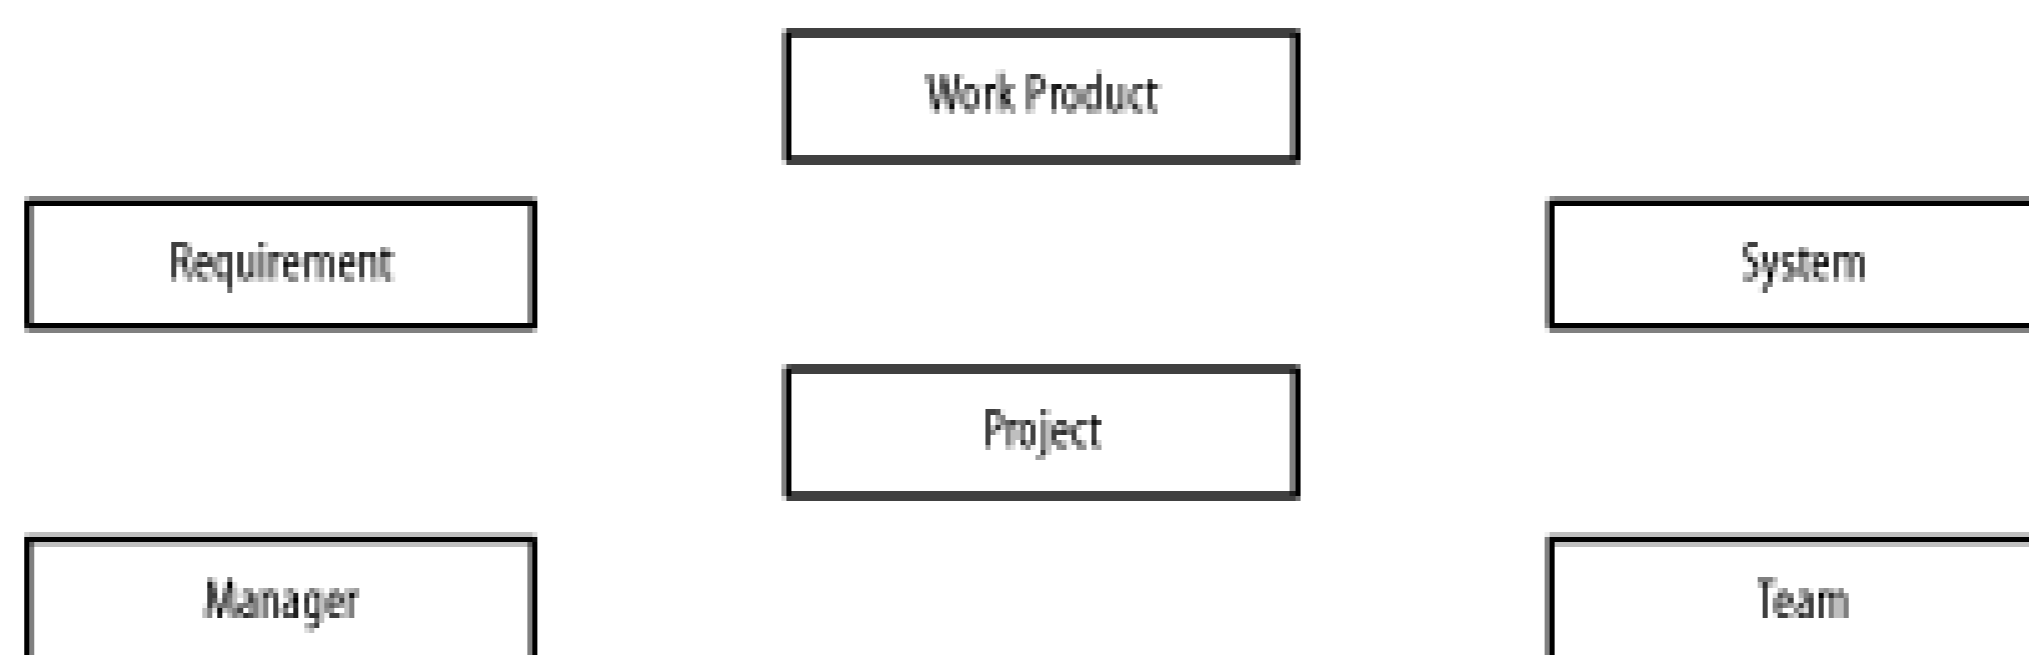 Work Product
Requirement
System
Project
Manager
Team